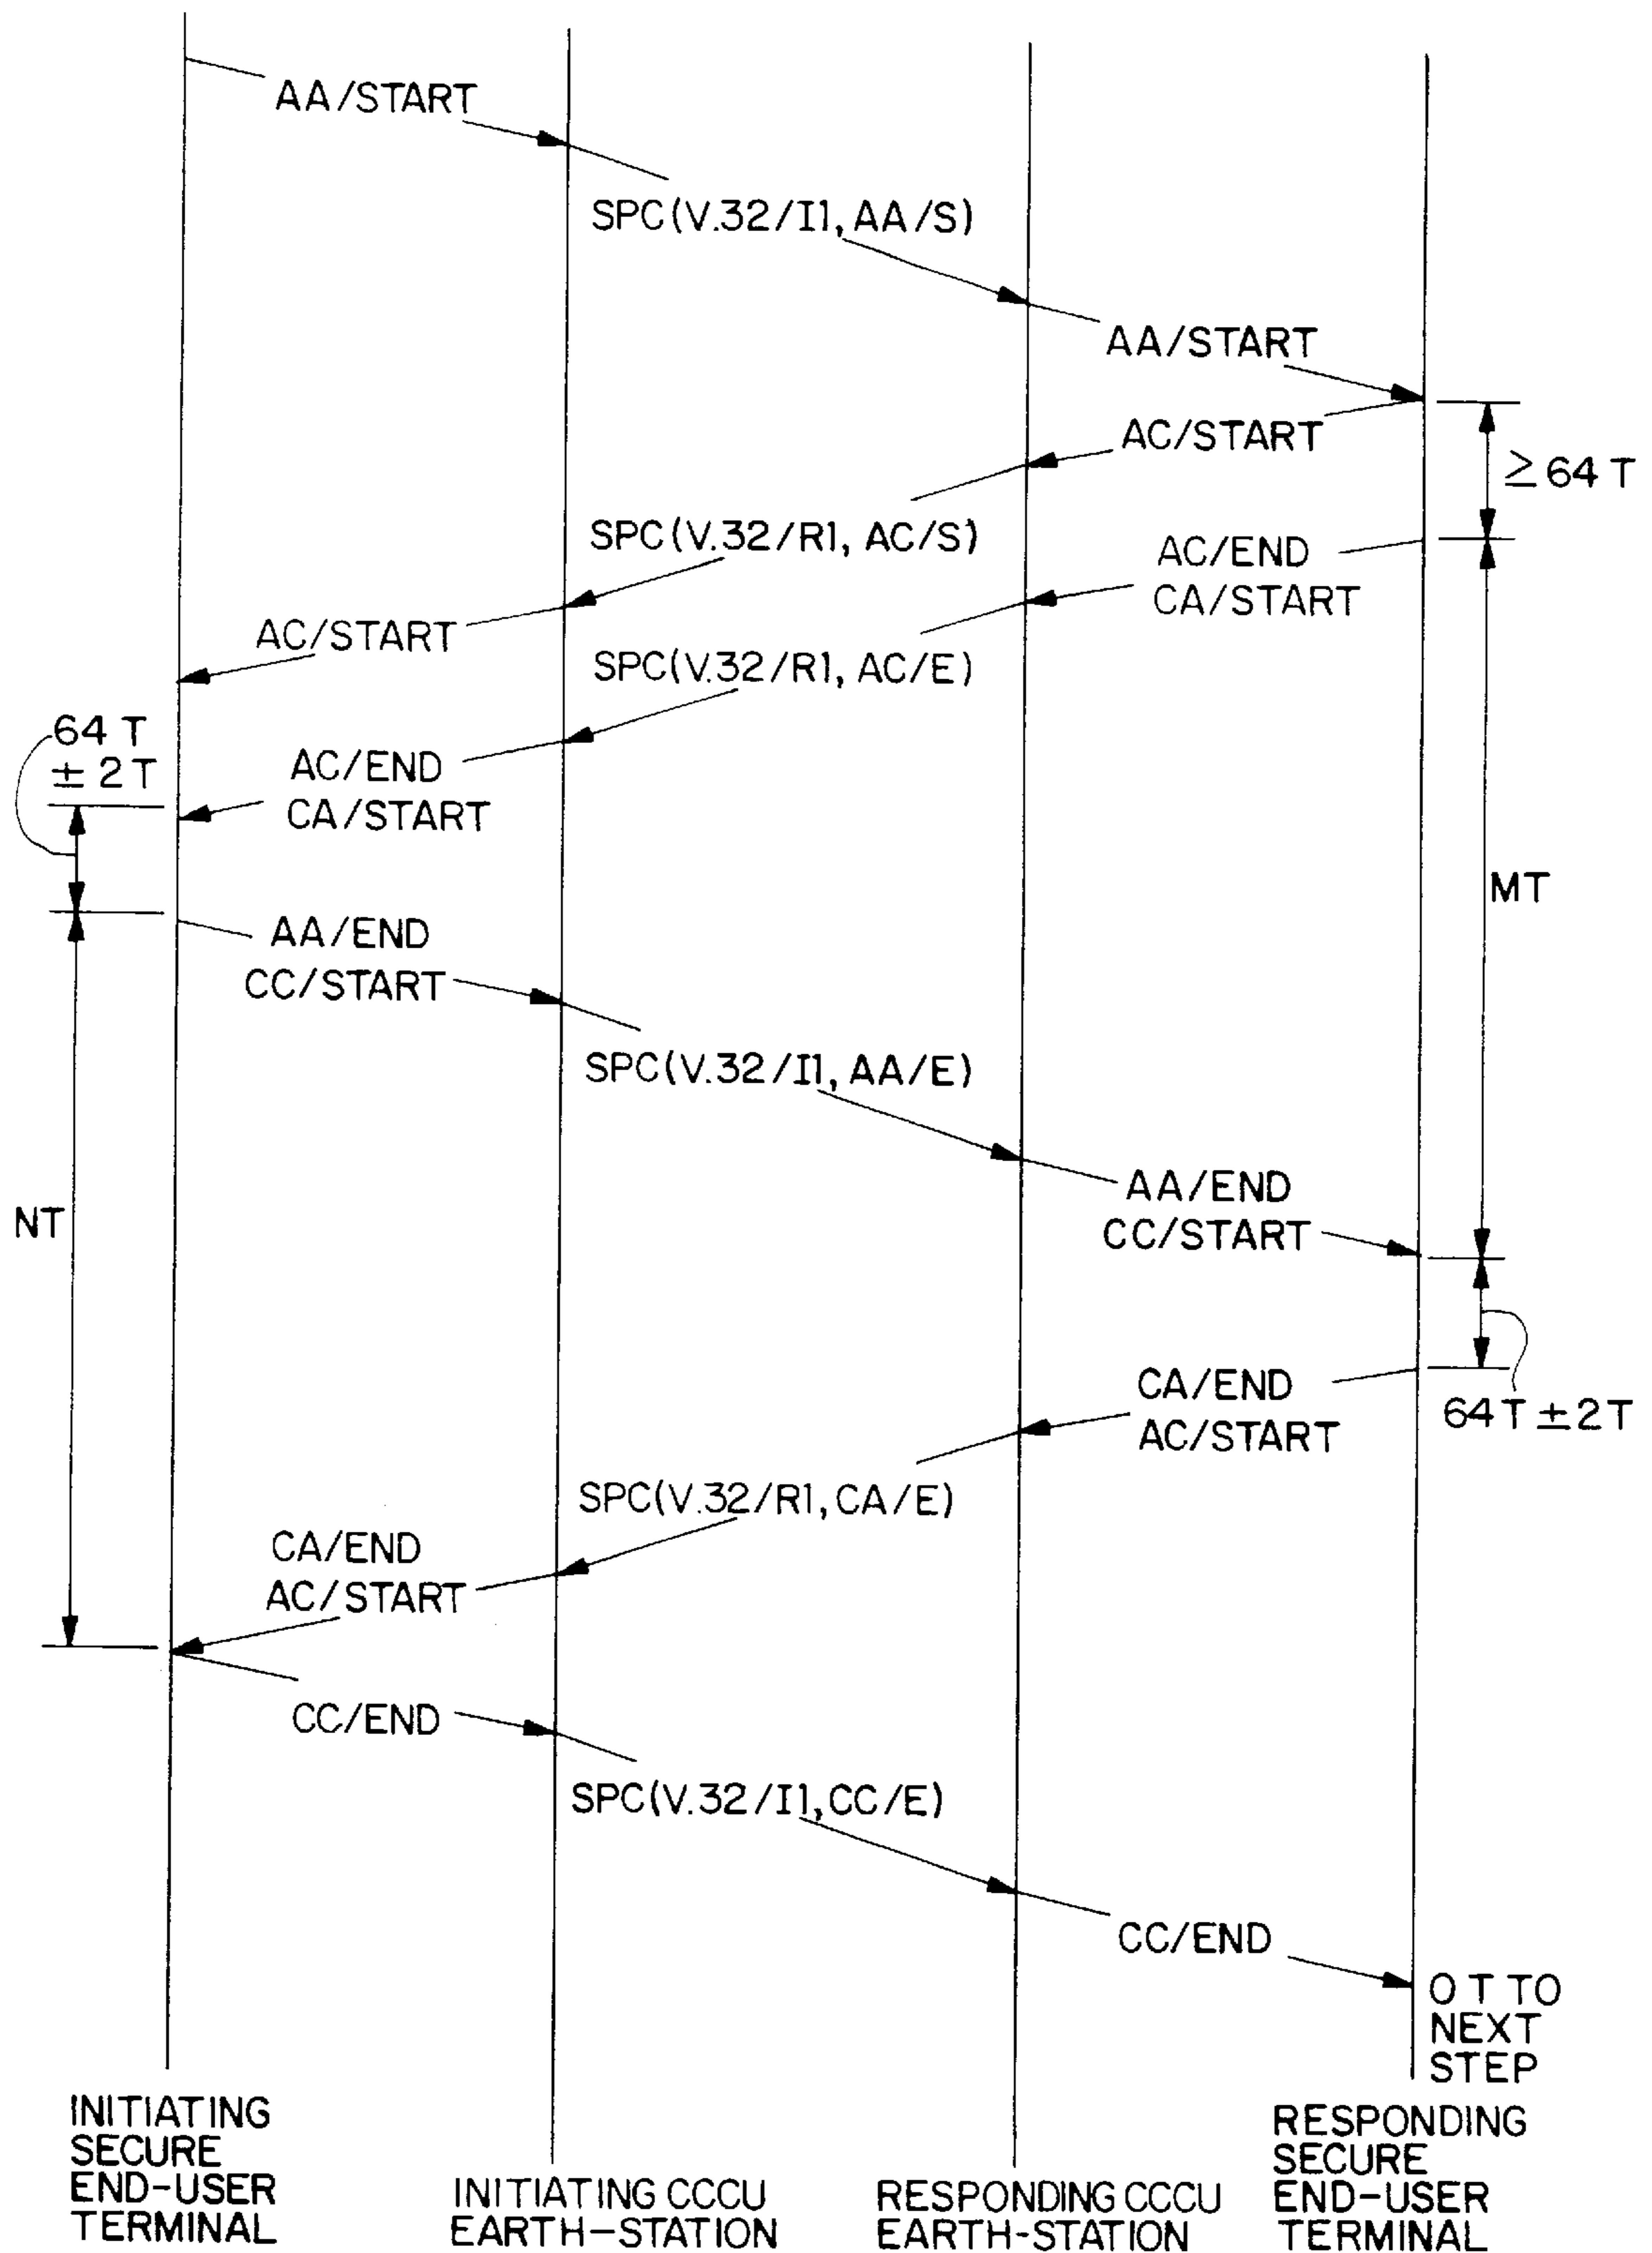 AA/START
SPC(V.32/I1, AA/S)
AA/START
AC/START
≥ 64 T
SPC(V.32/R1, AC/S)
AC/END
CA/START
AC/START
SPC(V.32/R1, AC/E)
64 T
± 2 T
AC/END
CA/START
MT
AA/END
CC/START
SPC(V.32/I1, AA/E)
AA/END
CC/START
NT
CA/END
AC/START
64 T ± 2 T
SPC(V.32/R1, CA/E)
CA/END
AC/START
CC/END
SPC(V.32/I1, CC/E)
CC/END
0 T TO
NEXT
STEP
INITIATING
SECURE
END-USER
TERMINAL
INITIATING CCCU
EARTH-STATION
RESPONDING CCCU
EARTH-STATION
RESPONDING
SECURE
END-USER
TERMINAL